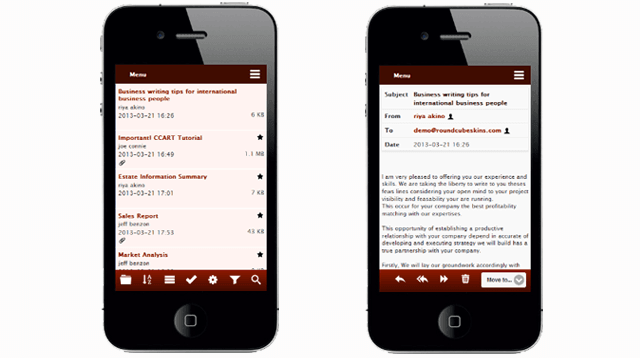 Menu
Business writing tips for international
business people
riya akino
2013-03-21 16:26 6 KB
Important! CCART Tutorial
joe connie
2013-03-21 16:49 1.1 MB
Estate Information Summary
riya akino
2013-03-21 17:01 7 KB
Sales Report
jeff benzon
2013-03-21 17:53 43 KB
Market Analysis
jeff benzon
Menu
Subject Business writing tips for
international business people
From riya.akino
To demo@roundcubeskins.com
Date 2013-03-21 16:26
I am very pleased to offering you our experience and
skills. We are taking the liberty to write to you theses
fews lines considering your open mind to your project
visibility and feasability your are running.
This occur for your company the best profitability
matching with our expertises.
This opportunity of establishing a productive
relationship with your company depend in accurate of
developing and executing strategy we will build has a
true partnership with your company.
Firstly, We will lay our groundwork accordingly with
Move to...